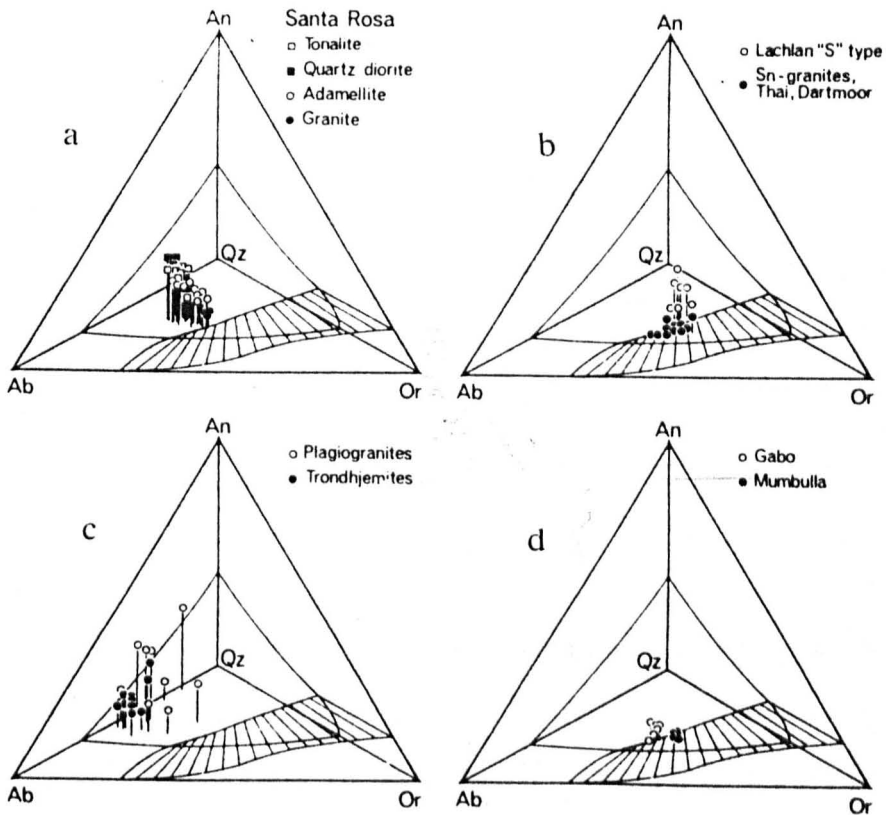 An
Santa Rosa
Tonalite
Quartz diorite
Adamellite
Granite
a
Qz
Ab
Or
An
Lachlan "S" type
Sn-granites,
Thai, Dartmoor
b
Qz
Ab
Or
An
Plagiogranites
Trondhjemites
c
Qz
Ab
Or
An
Gabo
Mumbulla
d
Qz
Ab
Or